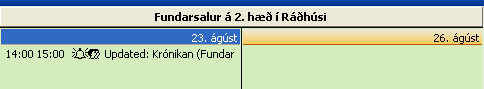 Fundarsalur á 2. hæð í Ráðhúsi
23. ágúst
26. ágúst
14:00 15:00 Updated: Krónikan (Fundar